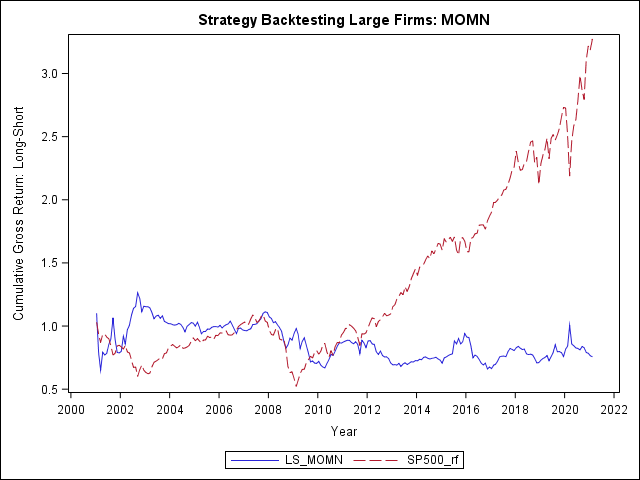 Strategy Backtesting Large Firms: MOMN
Cumulative Gross Return: Long-Short
3.0
2.5
2.0
1.5
1.0
0.5
2000 2002 2004 2006 2008 2010 2012 2014 2016 2018 2020 2022
Year
LS_MOMN SP500_rf